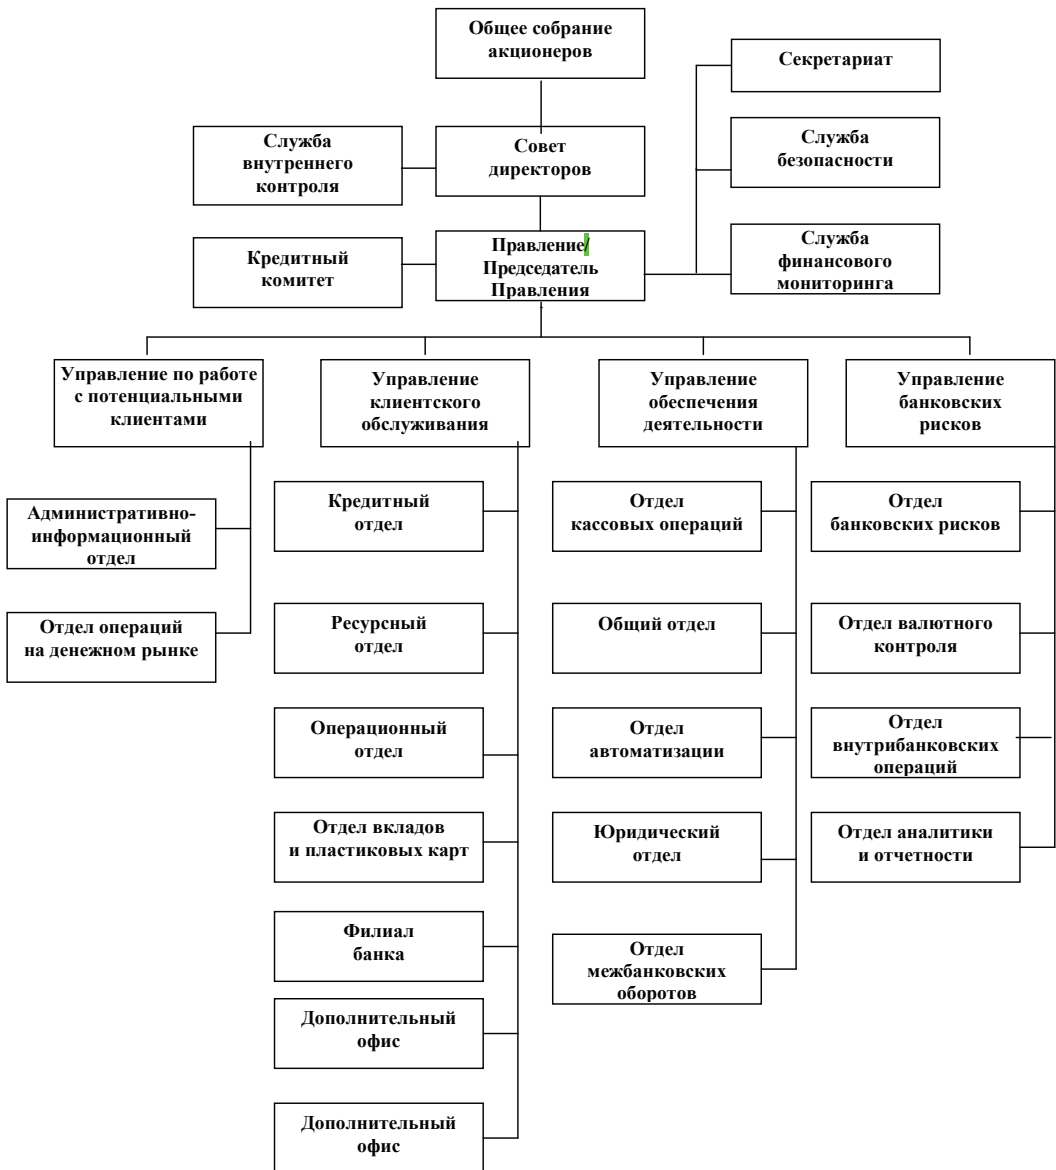 Общее собрание
акционеров
Секретариат
Служба
внутреннего
контроля
Совет
директоров
Служба
безопасности
Кредитный
комитет
Правление/
Председатель
Правления
Служба
финансового
мониторинга
Управление по работе
с потенциальными
клиентами
Управление
клиентского
обслуживания
Управление
обеспечения
деятельности
Управление
банковских
рисков
Административно-
информационный
отдел
Отдел операций
на денежном рынке
Кредитный
отдел
Ресурсный
отдел
Операционный
отдел
Отдел вкладов
и пластиковых карт
Филиал
банка
Дополнительный
офис
Дополнительный
офис
Отдел
кассовых операций
Общий отдел
Отдел
автоматизации
Юридический
отдел
Отдел
межбанковских
оборотов
Отдел
банковских рисков
Отдел валютного
контроля
Отдел
внутрибанковских
операций
Отдел аналитики
и отчетности